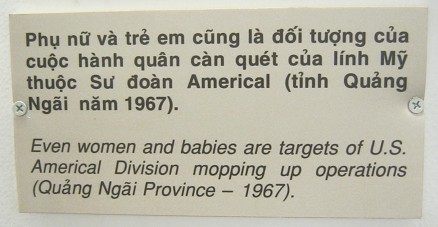 Phụ nữ và trẻ em cũng là đối tượng của
cuộc hành quân càn quét của lính Mỹ
thuộc Sư đoàn Americal (tỉnh Quảng
Ngãi năm 1967).
Even women and babies are targets of U.S.
Americal Division mopping up operations
(Quảng Ngãi Province – 1967).